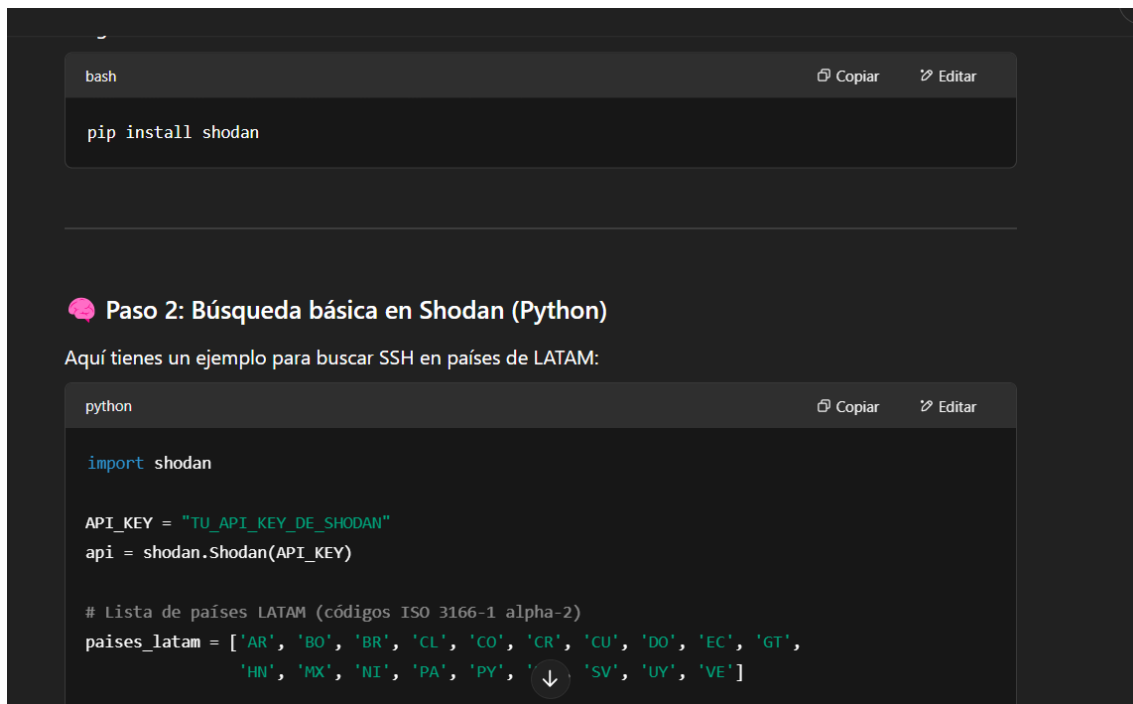 bash
Copiar
Editar
pip install shodan
Paso 2: Búsqueda básica en Shodan (Python)
Aquí tienes un ejemplo para buscar SSH en países de LATAM:
python
Copiar
Editar
import shodan
API_KEY = "TU_API_KEY_DE_SHODAN"
api = shodan.Shodan(API_KEY)
# Lista de países LATAM (códigos ISO 3166-1 alpha-2)
paises_latam = ['AR', 'BO', 'BR', 'CL', 'CO', 'CR', 'CU', 'DO', 'EC', 'GT',
'HN', 'MX', 'NI', 'PA', 'PY', 'SV', 'UY', 'VE']